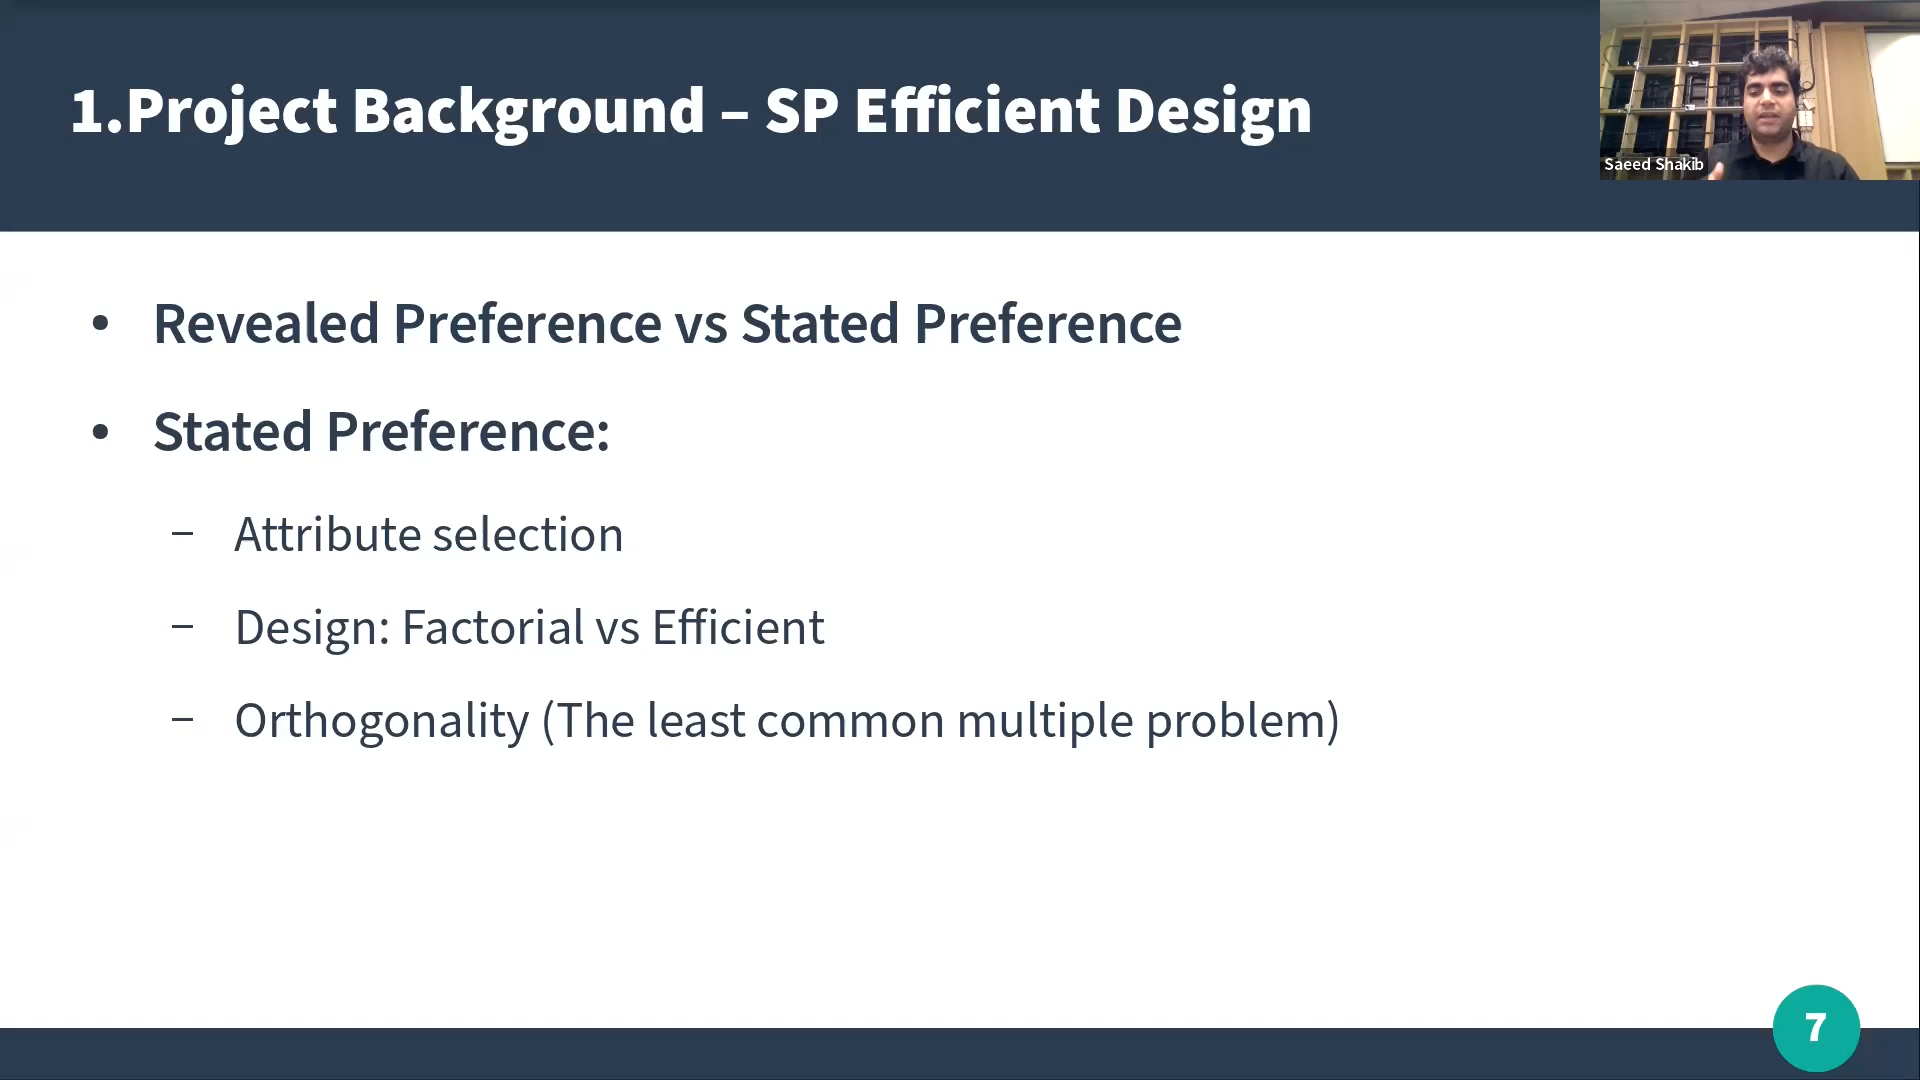 1.Project Background – SP Efficient Design
Saeed Shakib
• Revealed Preference vs Stated Preference
• Stated Preference:
– Attribute selection
– Design: Factorial vs Efficient
– Orthogonality (The least common multiple problem)
7